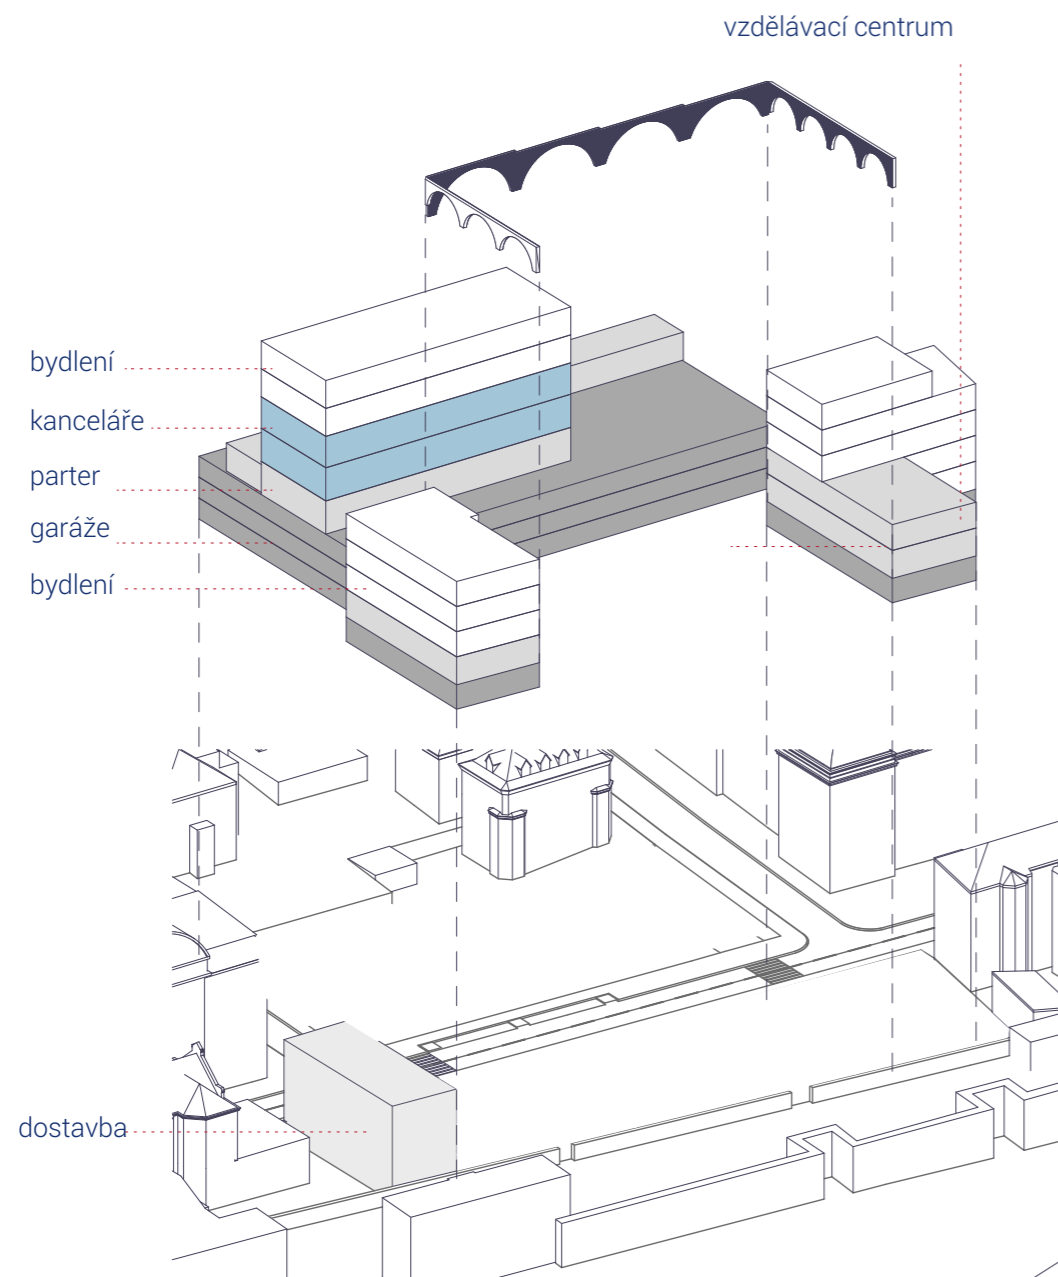 vzdělávací centrum
bydlení
kanceláře
parter
garáže
bydlení
dostavba